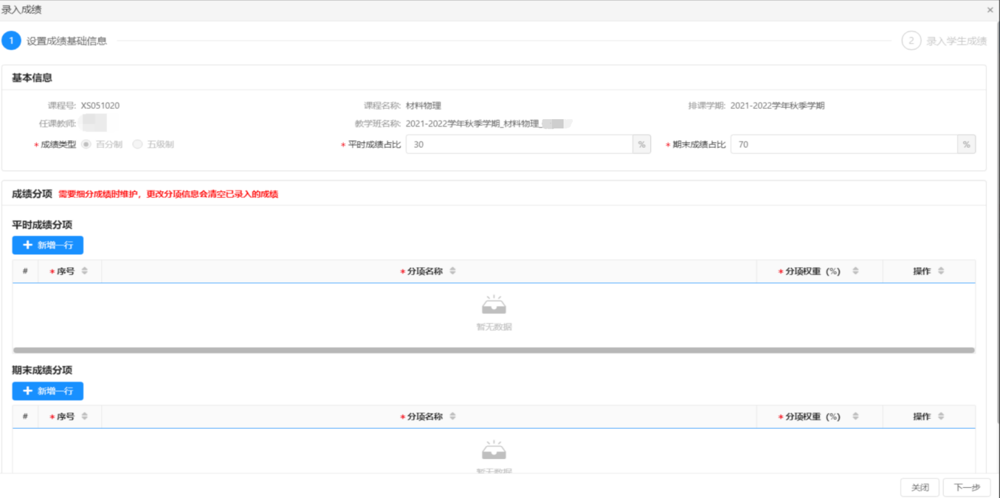 录入成绩 ×
1 设置成绩基础信息 2 录入学生成绩
基本信息
课程号: XS051020 课程名称: 材料物理 排课学期: 2021-2022学年秋季学期
任课教师: 教学班名称: 2021-2022学年秋季学期_材料物理_
* 成绩类型 百分制 五级制 * 平时成绩占比 30 % * 期末成绩占比 70 %
成绩分项 需要细分成绩时维护，更改分项信息会清空已录入的成绩
平时成绩分项
+ 新增一行
# * 序号 * 分项名称 * 分项权重 (%) 操作
暂无数据
期末成绩分项
+ 新增一行
# * 序号 * 分项名称 * 分项权重 (%) 操作
暂无数据
关闭 下一步